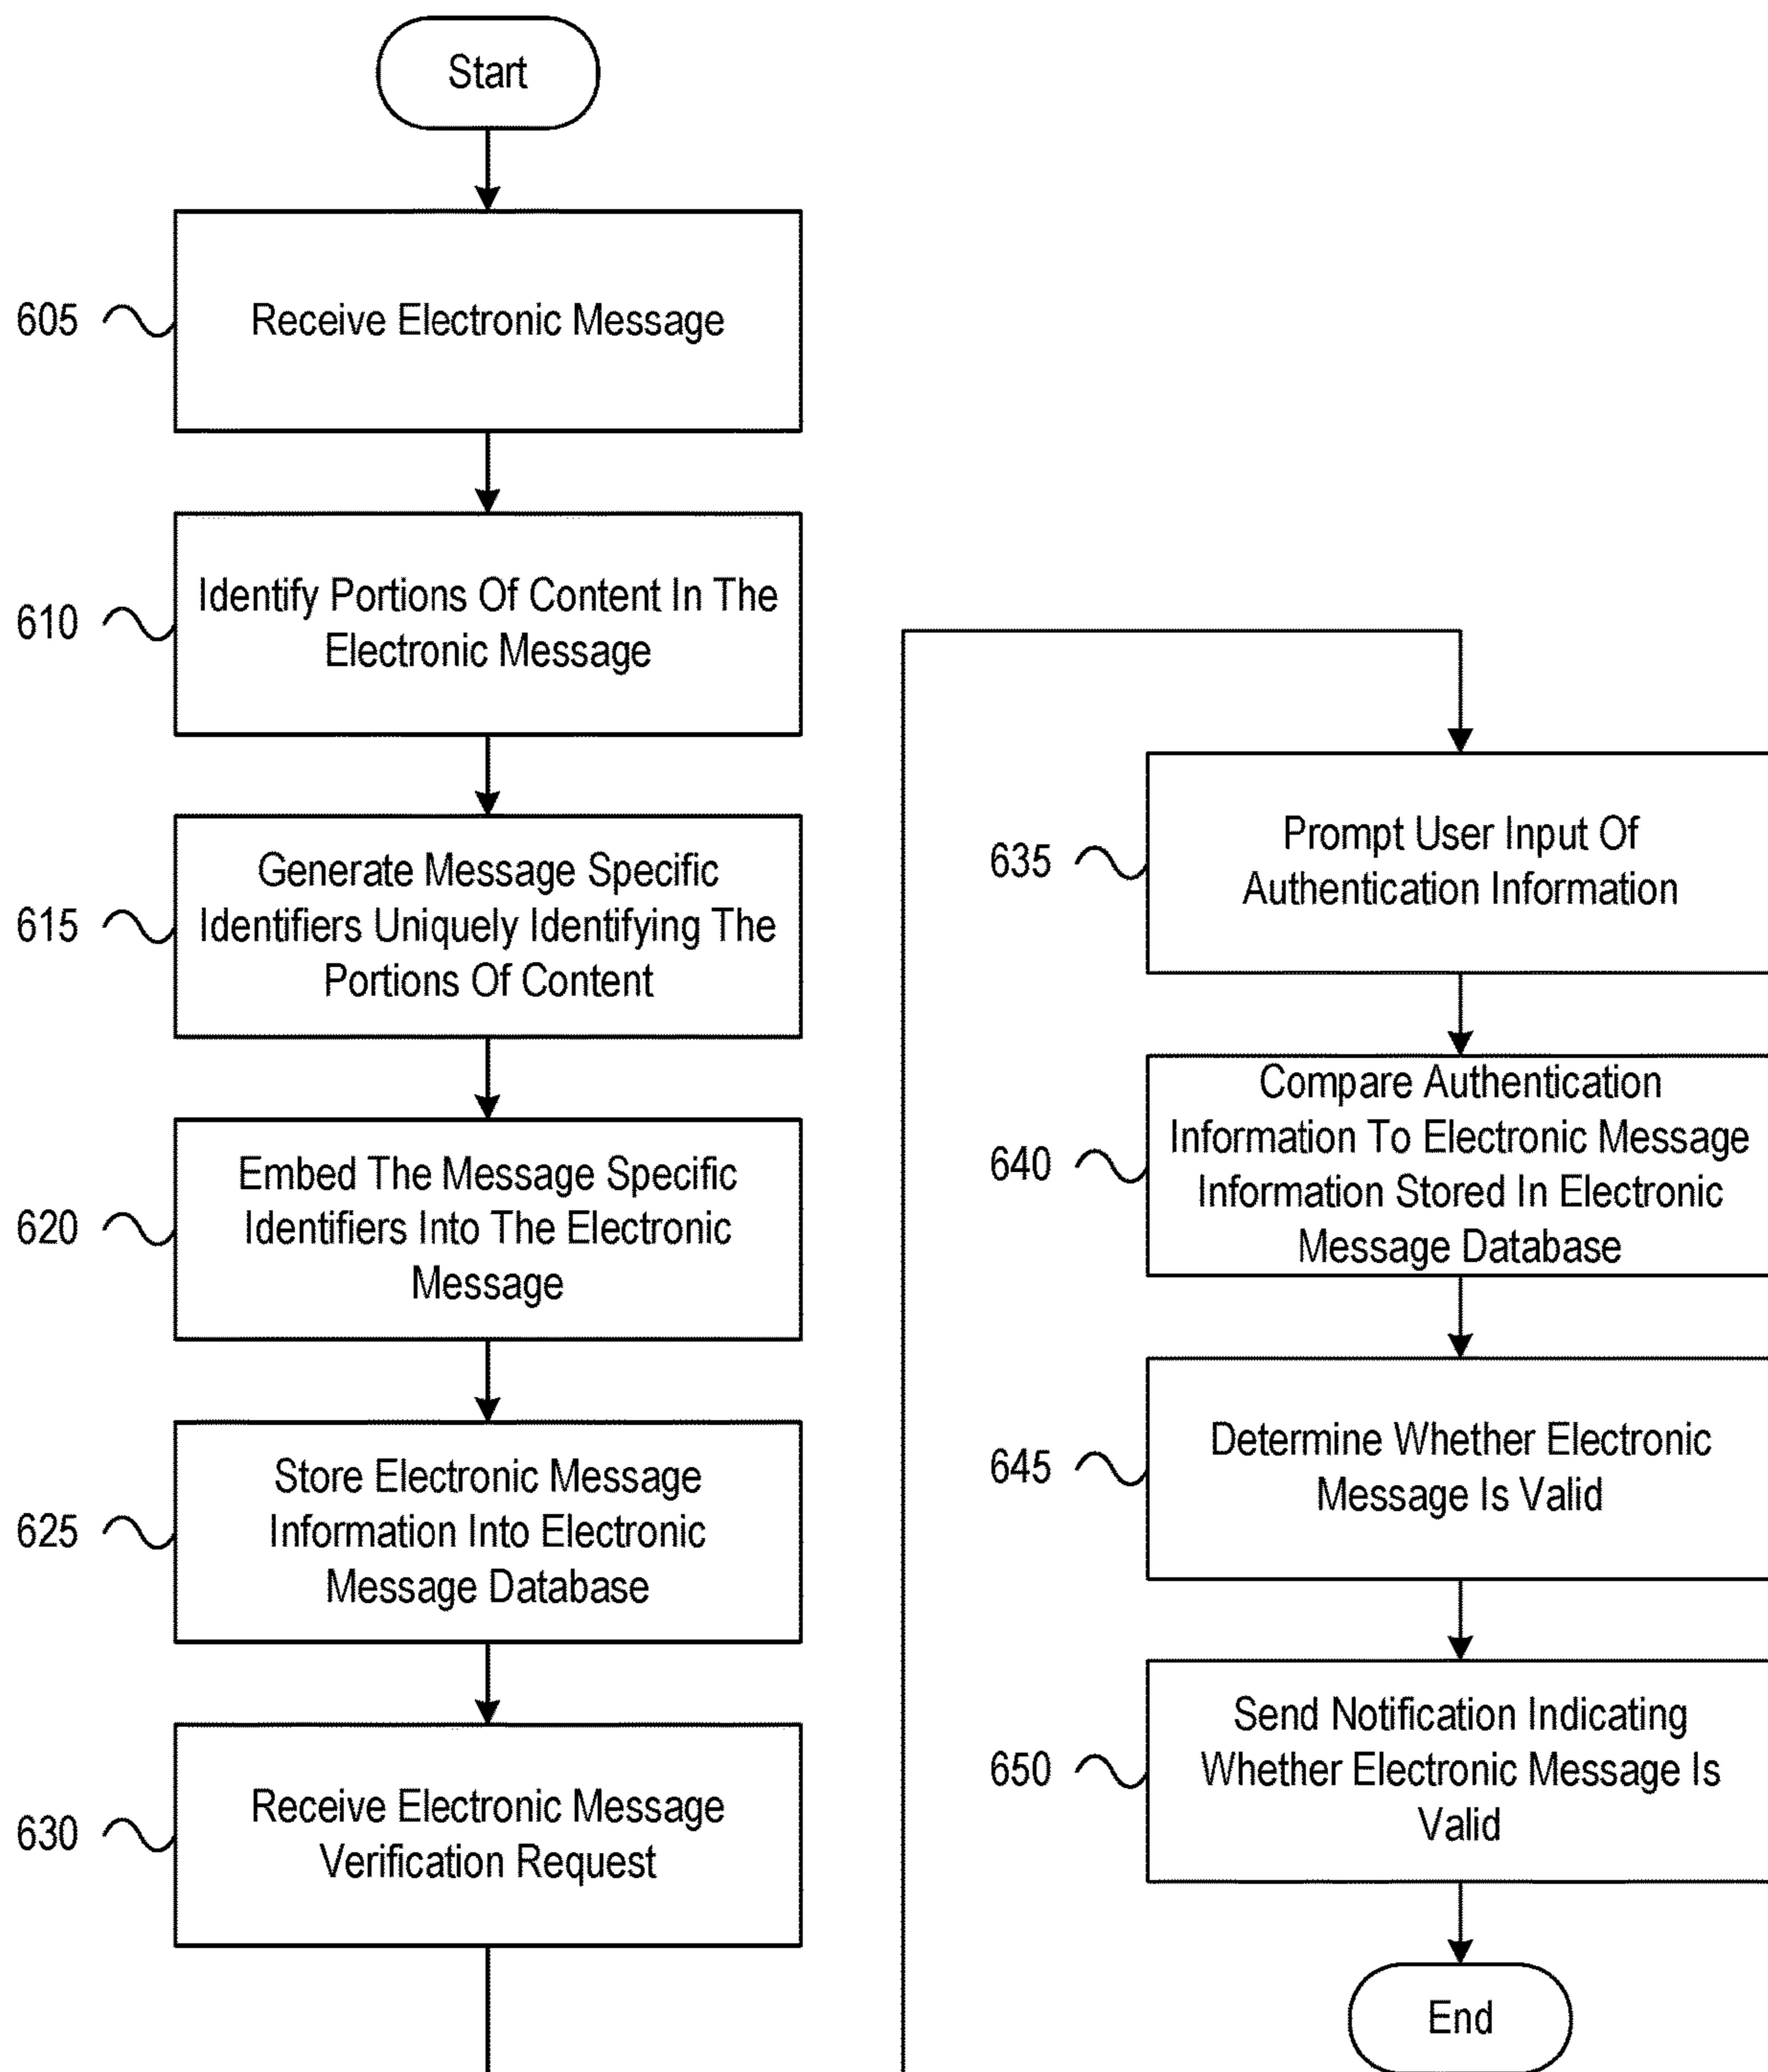 Start
605
Receive Electronic Message
610
Identify Portions Of Content In The
Electronic Message
615
Generate Message Specific
Identifiers Uniquely Identifying The
Portions Of Content
620
Embed The Message Specific
Identifiers Into The Electronic
Message
625
Store Electronic Message
Information Into Electronic
Message Database
630
Receive Electronic Message
Verification Request
635
Prompt User Input Of
Authentication Information
640
Compare Authentication
Information To Electronic Message
Information Stored In Electronic
Message Database
645
Determine Whether Electronic
Message Is Valid
650
Send Notification Indicating
Whether Electronic Message Is
Valid
End